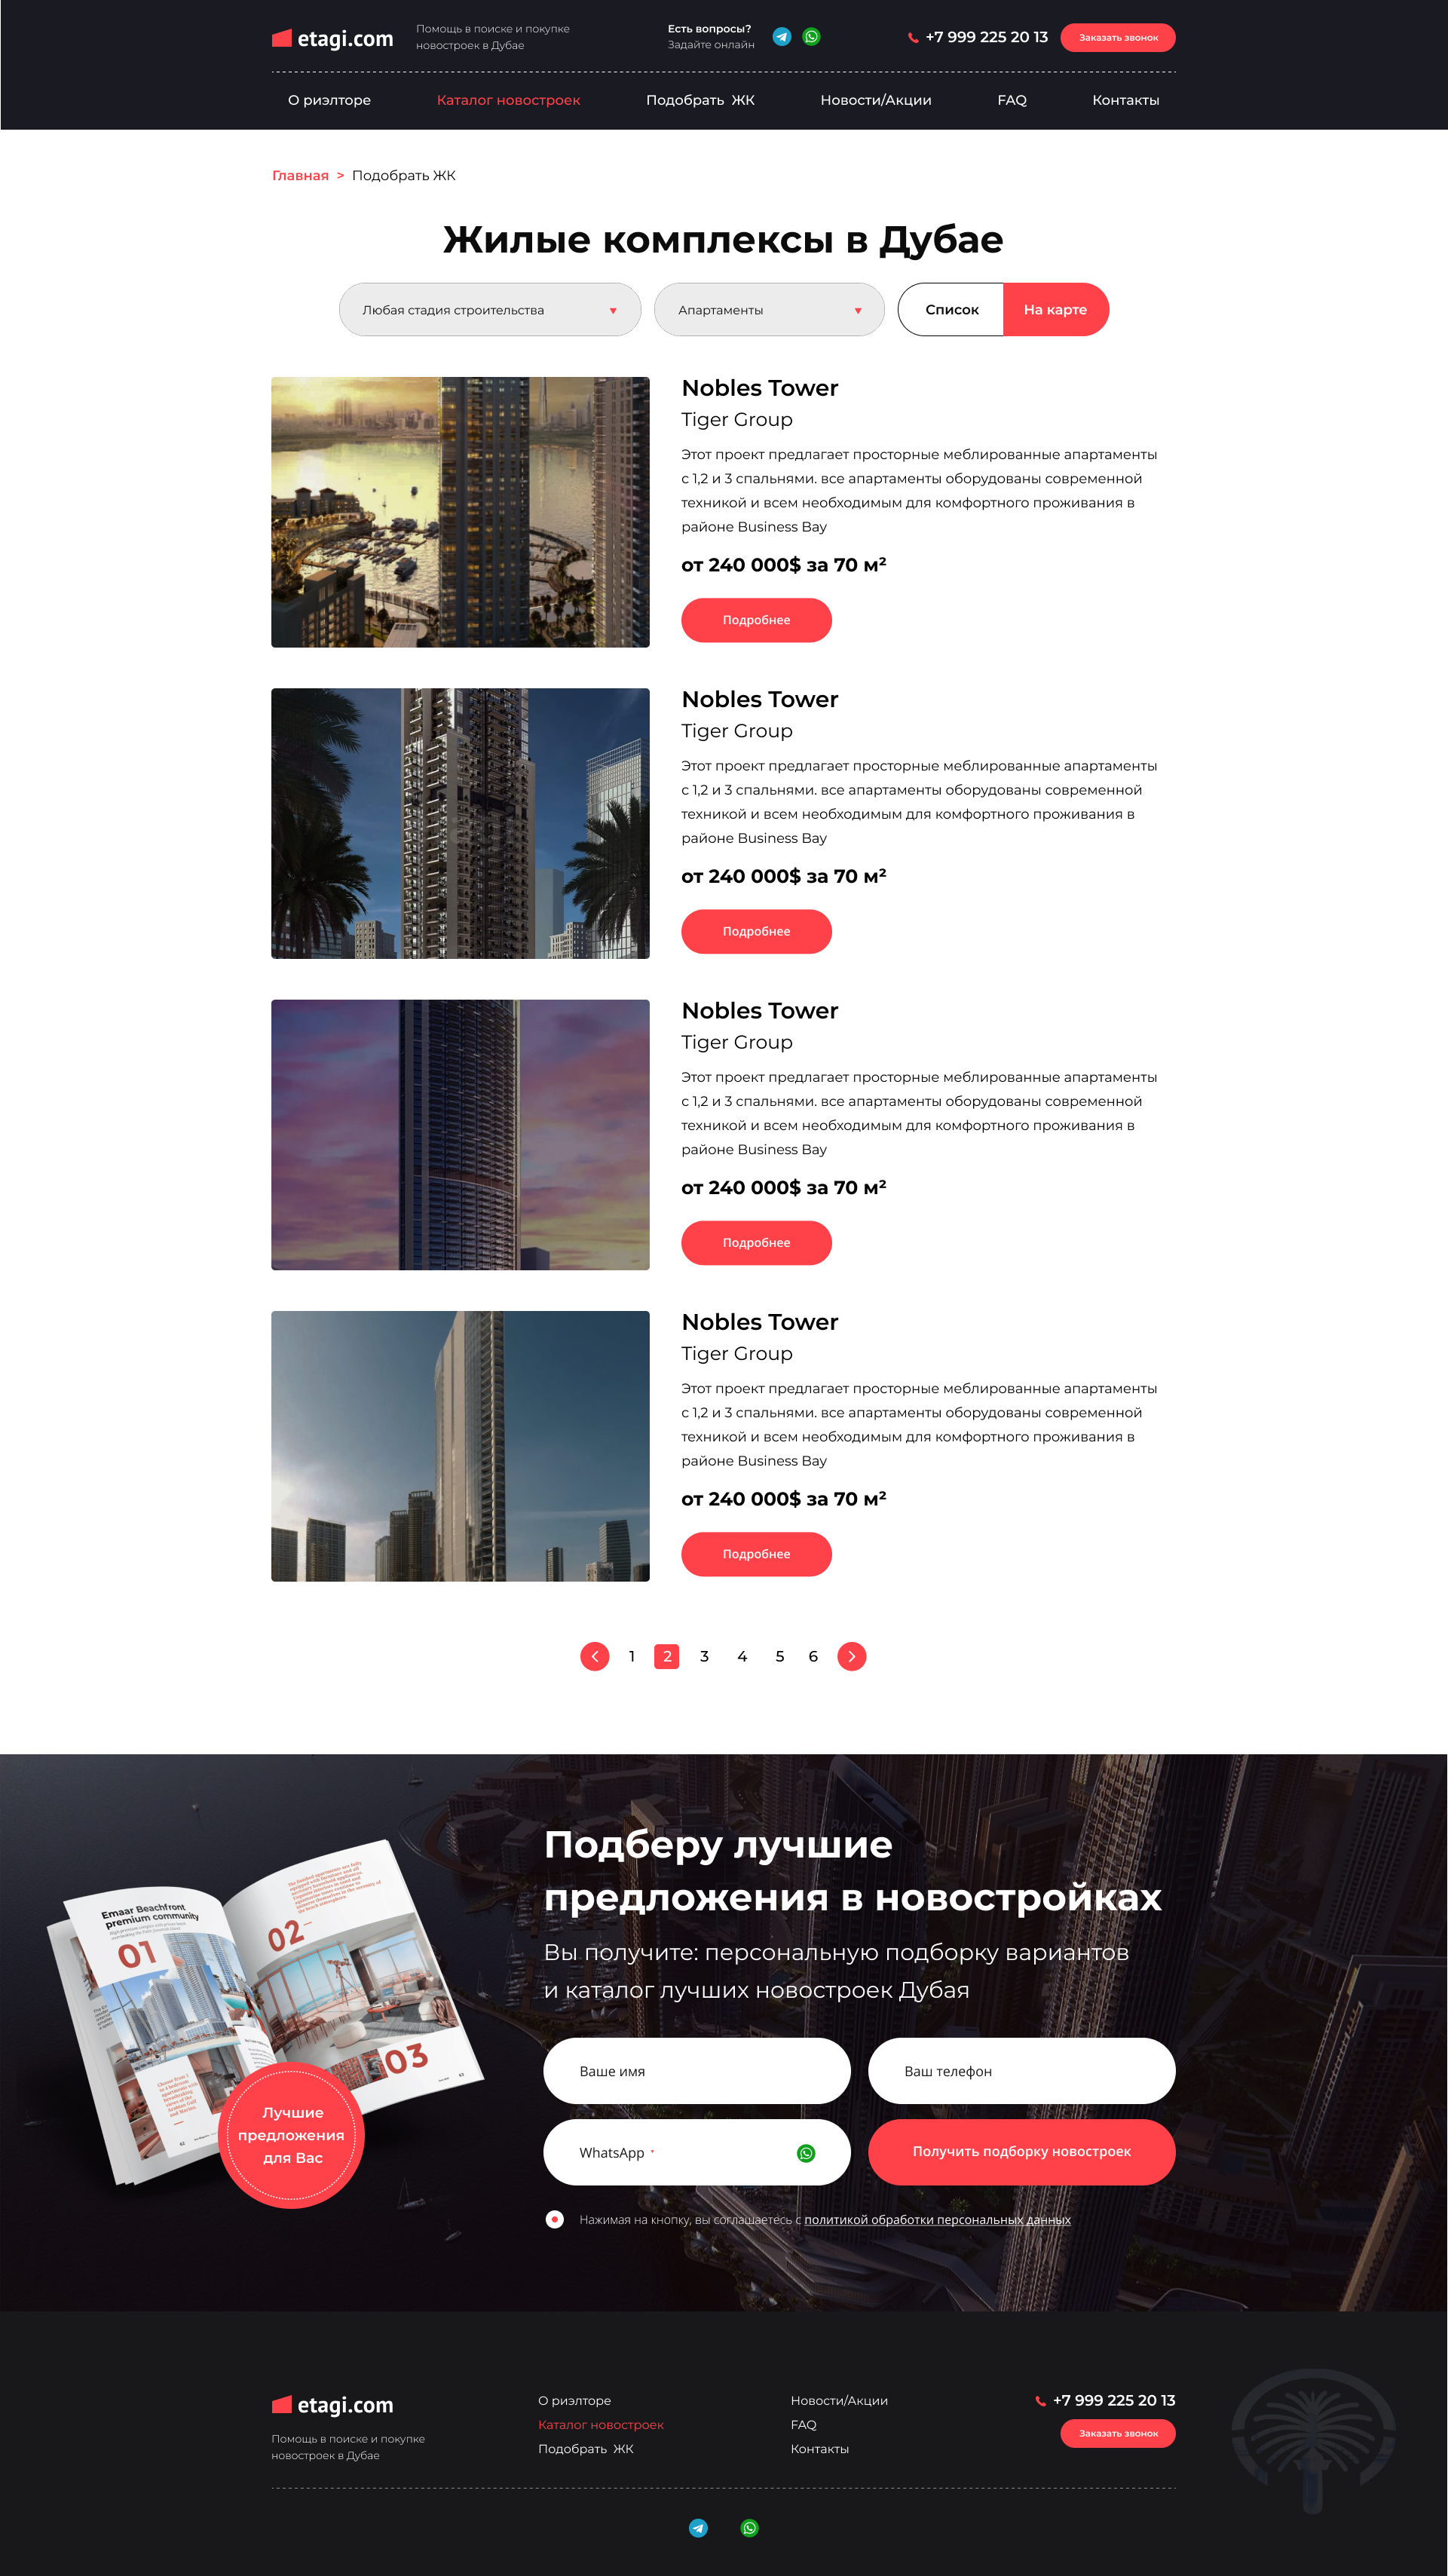 etagi.com
Помощь в поиске и покупке
новостроек в Дубае
Есть вопросы?
Задайте онлайн
+7 999 225 20 13
Заказать звонок
О риэлторе
Каталог новостроек
Подобрать ЖК
Новости/Акции
FAQ
Контакты
Главная > Подобрать ЖК
Жилые комплексы в Дубае
Любая стадия строительства
Апартаменты
Список
На карте
Nobles Tower
Tiger Group
Этот проект предлагает просторные меблированные апартаменты
с 1,2 и 3 спальнями. все апартаменты оборудованы современной
техникой и всем необходимым для комфортного проживания в
районе Business Bay
от 240 000$ за 70 м²
Подробнее
Nobles Tower
Tiger Group
Этот проект предлагает просторные меблированные апартаменты
с 1,2 и 3 спальнями. все апартаменты оборудованы современной
техникой и всем необходимым для комфортного проживания в
районе Business Bay
от 240 000$ за 70 м²
Подробнее
Nobles Tower
Tiger Group
Этот проект предлагает просторные меблированные апартаменты
с 1,2 и 3 спальнями. все апартаменты оборудованы современной
техникой и всем необходимым для комфортного проживания в
районе Business Bay
от 240 000$ за 70 м²
Подробнее
Nobles Tower
Tiger Group
Этот проект предлагает просторные меблированные апартаменты
с 1,2 и 3 спальнями. все апартаменты оборудованы современной
техникой и всем необходимым для комфортного проживания в
районе Business Bay
от 240 000$ за 70 м²
Подробнее
1 2 3 4 5 6
Emaar Beachfront
premium community
01
02
03
Лучшие
предложения
для Вас
Подберу лучшие
предложения в новостройках
Вы получите: персональную подборку вариантов
и каталог лучших новостроек Дубая
Ваше имя
Ваш телефон
WhatsApp
Получить подборку новостроек
Нажимая на кнопку, вы соглашаетесь с политикой обработки персональных данных
etagi.com
Помощь в поиске и покупке
новостроек в Дубае
О риэлторе
Каталог новостроек
Подобрать ЖК
Новости/Акции
FAQ
Контакты
+7 999 225 20 13
Заказать звонок